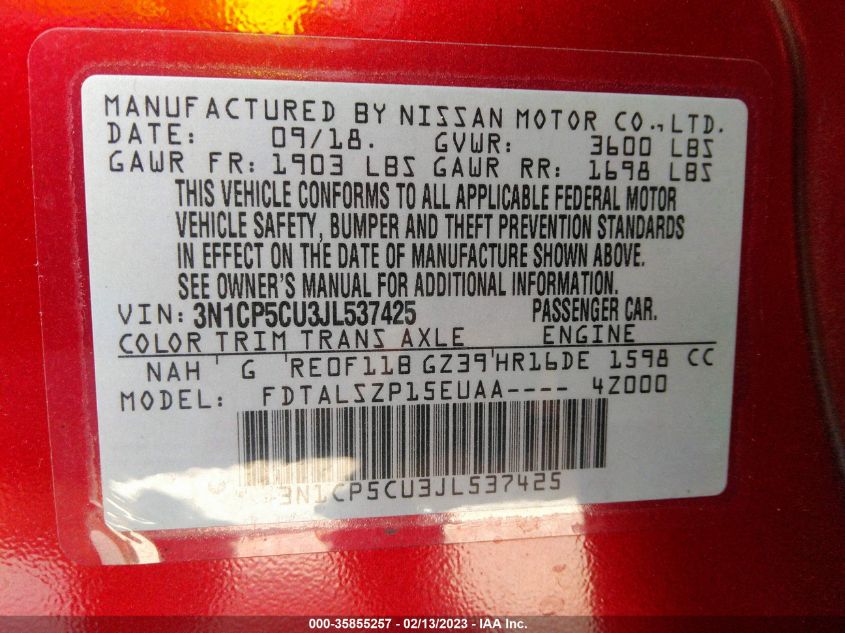 MANUFACTURED BY NISSAN MOTOR CO., LTD.
DATE: 09/18. GVWR: 3600 LBS
GAWR FR: 1903 LBS GAWR RR: 1698 LBS
THIS VEHICLE CONFORMS TO ALL APPLICABLE FEDERAL MOTOR
VEHICLE SAFETY, BUMPER AND THEFT PREVENTION STANDARDS
IN EFFECT ON THE DATE OF MANUFACTURE SHOWN ABOVE.
SEE OWNER'S MANUAL FOR ADDITIONAL INFORMATION.
VIN: 3N1CP5CU3JL537425 PASSENGER CAR.
COLOR TRIM TRANS AXLE ENGINE
NAH G RE0F11B GZ39 HR16DE 1598 CC
MODEL: FDTALSZP15EUAA---- 4Z000
3N1CP5CU3JL537425
000-35855257 - 02/13/2023 - IAA Inc.